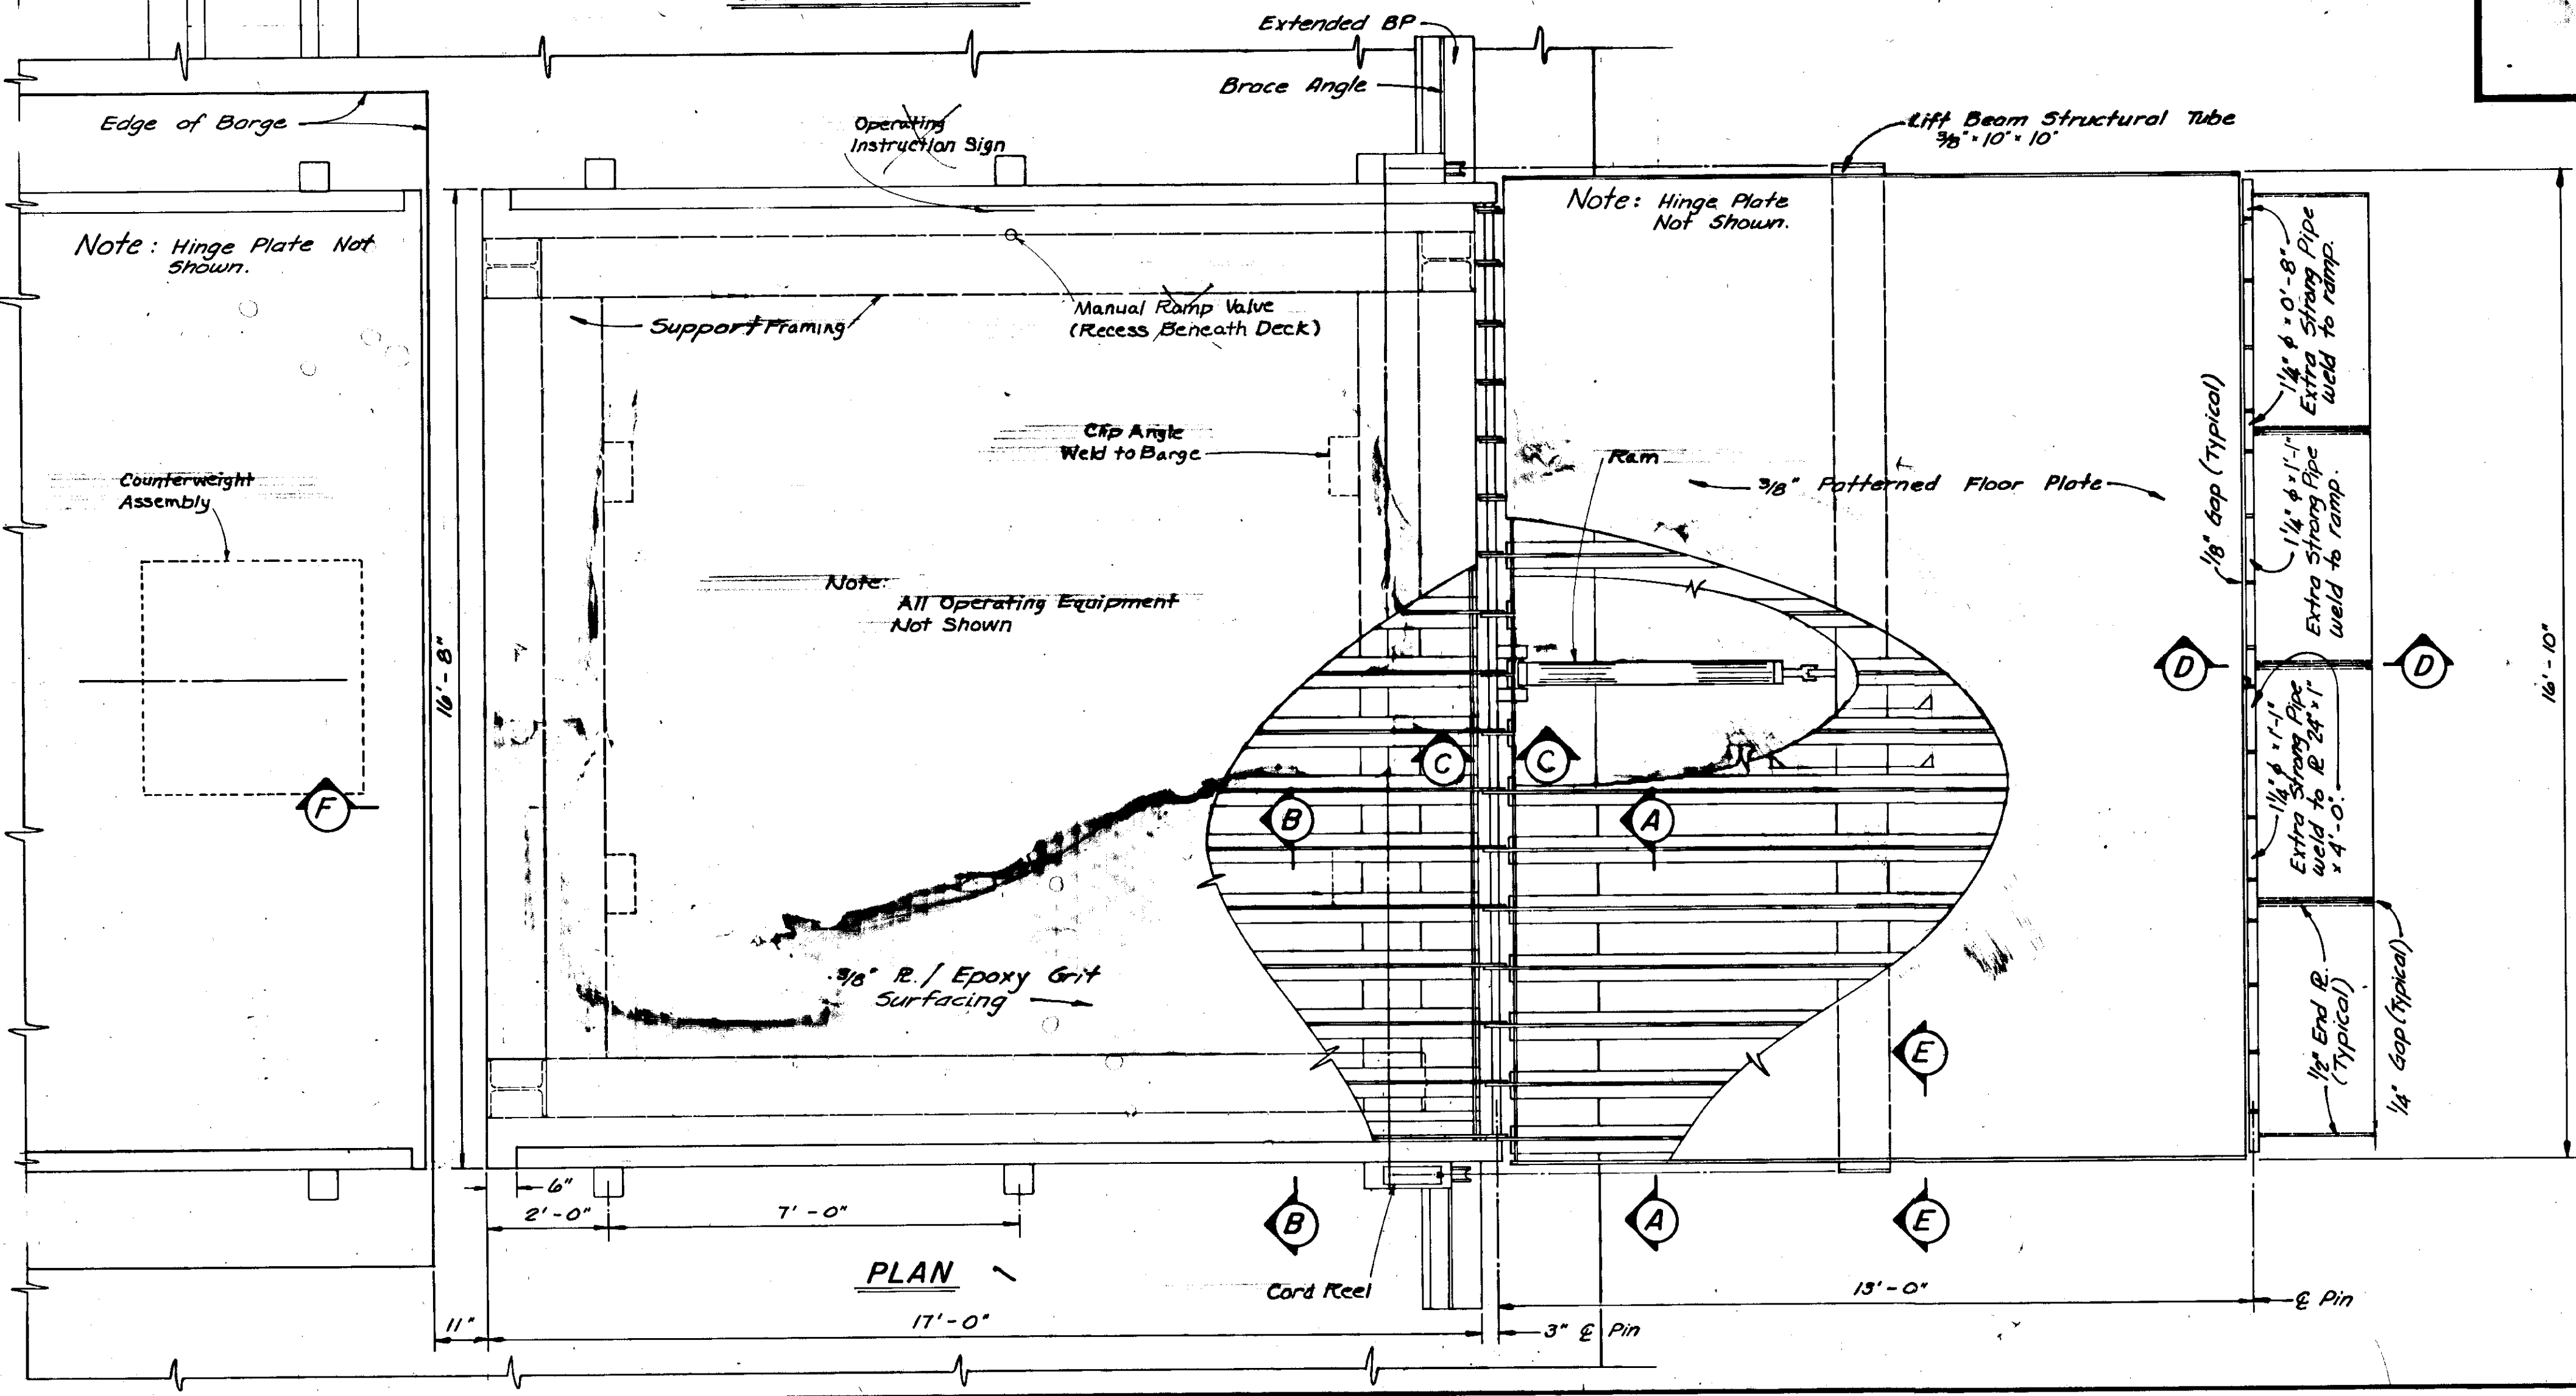 Extended BP
Brace Angle
Edge of Barge
Operating
Instruction Sign
Lift Beam Structural Tube
3/8" × 10" × 10"
Note: Hinge Plate Not
Shown.
Note: Hinge Plate
Not Shown.
Support Framing
Manual Ramp Valve
(Recess Beneath Deck)
Clip Angle
Weld to Barge
Counterweight
Assembly
Ram
3/8" Patterned Floor Plate
Note:
All Operating Equipment
Not Shown
16'-8"
3/8" ℞ / Epoxy Grit
Surfacing
1/8" Gap (Typical)
1 1/4" ϕ × 0'-8"
Extra Strong Pipe
Weld to ramp.
1 1/4" ϕ × 1'-1"
Extra Strong Pipe
Weld to ramp.
1 1/4" ϕ × 1'-1"
Extra Strong Pipe
Weld to ℞ 24" × 1"
× 4'-0".
1/2" End ℞
(Typical)
1/4" Gap (Typical)
16'-10"
D
D
C
C
F
B
A
E
B
A
E
6"
2'-0"
7'-0"
PLAN
Cord Reel
11"
17'-0"
3" ℄ Pin
13'-0"
℄ Pin